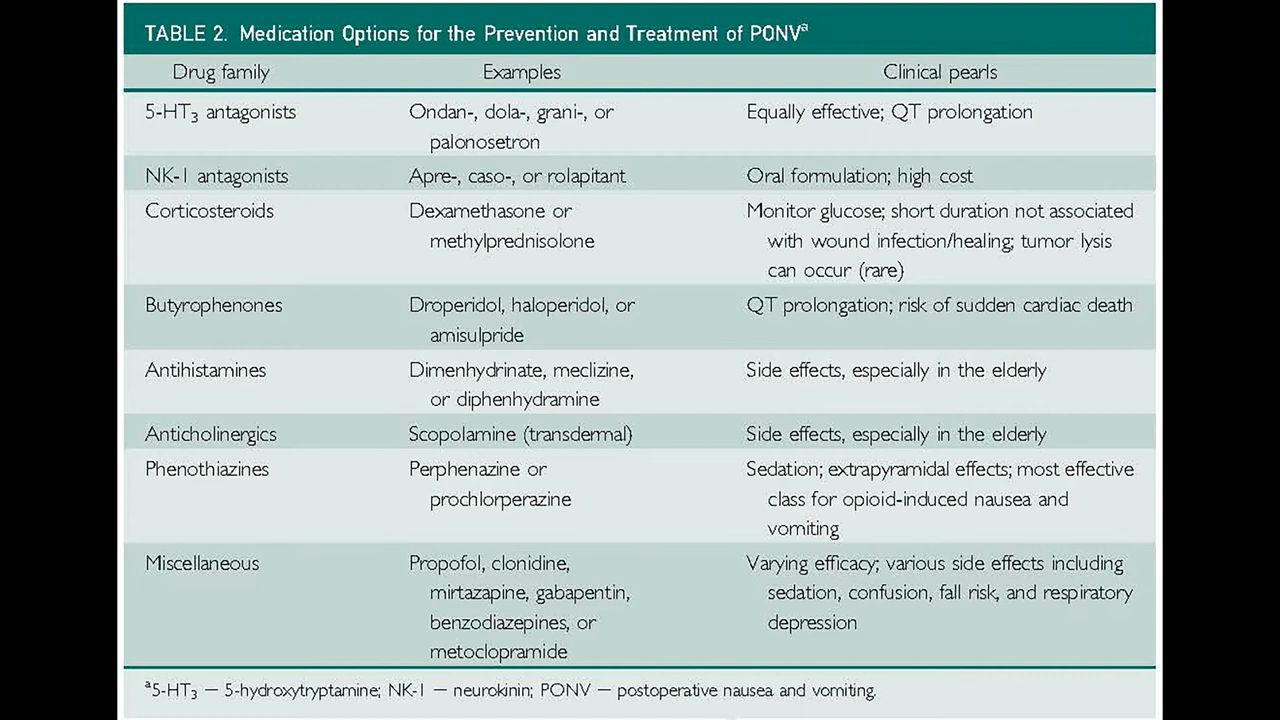 TABLE 2. Medication Options for the Prevention and Treatment of PONVᵃ
Drug family Examples Clinical pearls
5-HT₃ antagonists Ondan-, dola-, grani-, or Equally effective; QT prolongation
palonosetron
NK-1 antagonists Apre-, caso-, or rolapitant Oral formulation; high cost
Corticosteroids Dexamethasone or Monitor glucose; short duration not associated
methylprednisolone with wound infection/healing; tumor lysis
can occur (rare)
Butyrophenones Droperidol, haloperidol, or QT prolongation; risk of sudden cardiac death
amisulpride
Antihistamines Dimenhydrinate, meclizine, Side effects, especially in the elderly
or diphenhydramine
Anticholinergics Scopolamine (transdermal) Side effects, especially in the elderly
Phenothiazines Perphenazine or Sedation; extrapyramidal effects; most effective
prochlorperazine class for opioid-induced nausea and
vomiting
Miscellaneous Propofol, clonidine, Varying efficacy; various side effects including
mirtazapine, gabapentin, sedation, confusion, fall risk, and respiratory
benzodiazepines, or depression
metoclopramide
ᵃ5-HT₃ — 5-hydroxytryptamine; NK-1 — neurokinin; PONV — postoperative nausea and vomiting.